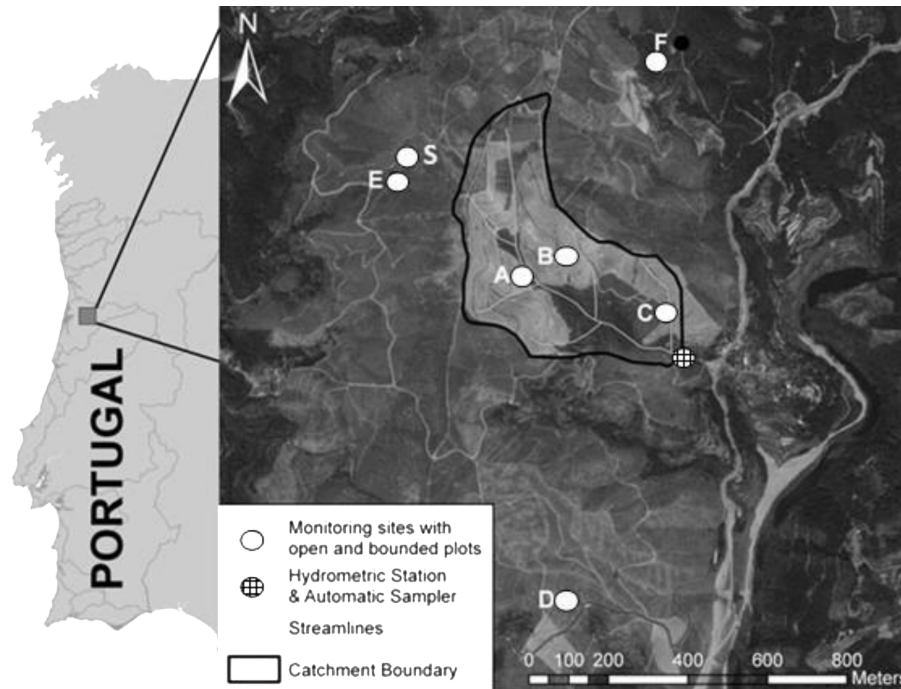 N
F
S
E
B
A
C
D
PORTUGAL
Monitoring sites with
open and bounded plots
Hydrometric Station
& Automatic Sampler
Streamlines
Catchment Boundary
0 100 200 400 600 800
Meters